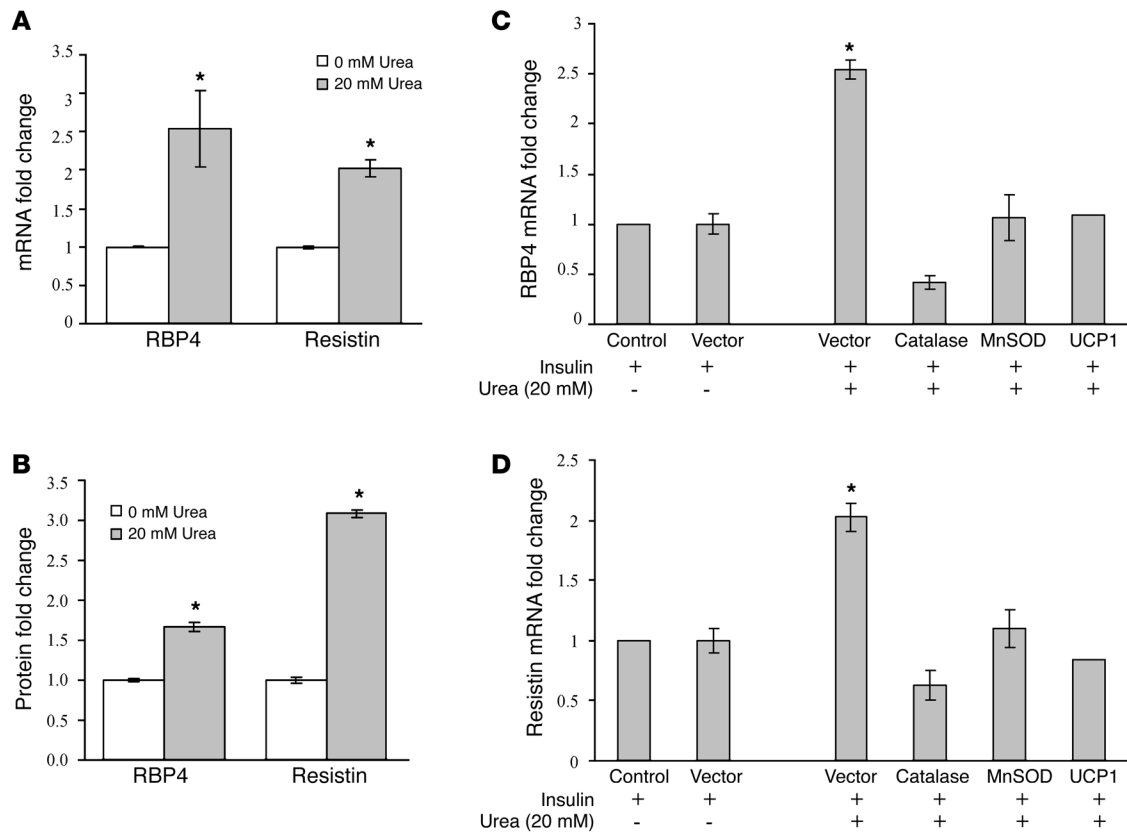 A
mRNA fold change
3.5
3
2.5
2
1.5
1
0.5
0
0 mM Urea
20 mM Urea
*
*
RBP4 Resistin
B
Protein fold change
3.5
3.0
2.5
2.0
1.5
1.0
0.5
0.0
0 mM Urea
20 mM Urea
*
*
RBP4 Resistin
C
RBP4 mRNA fold change
3
2.5
2
1.5
1
0.5
0
*
Control Vector Vector Catalase MnSOD UCP1
Insulin + + + + + +
Urea (20 mM) - - + + + +
D
Resistin mRNA fold change
2.5
2
1.5
1
0.5
0
*
Control Vector Vector Catalase MnSOD UCP1
Insulin + + + + + +
Urea (20 mM) - - + + + +